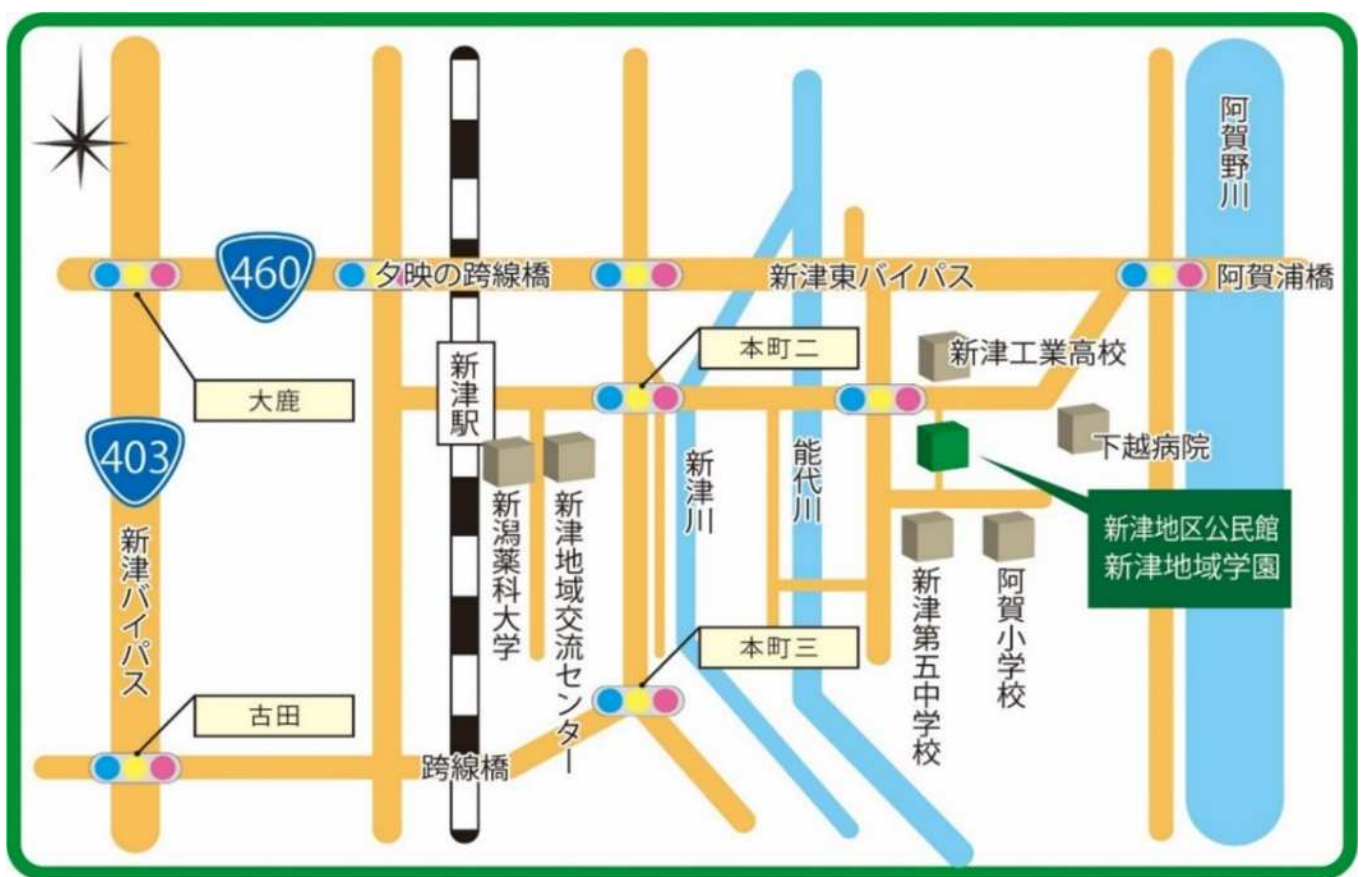 阿賀野川
460
夕映の跨線橋
新津東バイパス
阿賀浦橋
本町二
新津工業高校
新津駅
大鹿
403
下越病院
新津川
能代川
新潟薬科大学
新津地域交流センター
新津地区公民館
新津地域学園
新津バイパス
新津第五中学校
阿賀小学校
本町三
古田
跨線橋